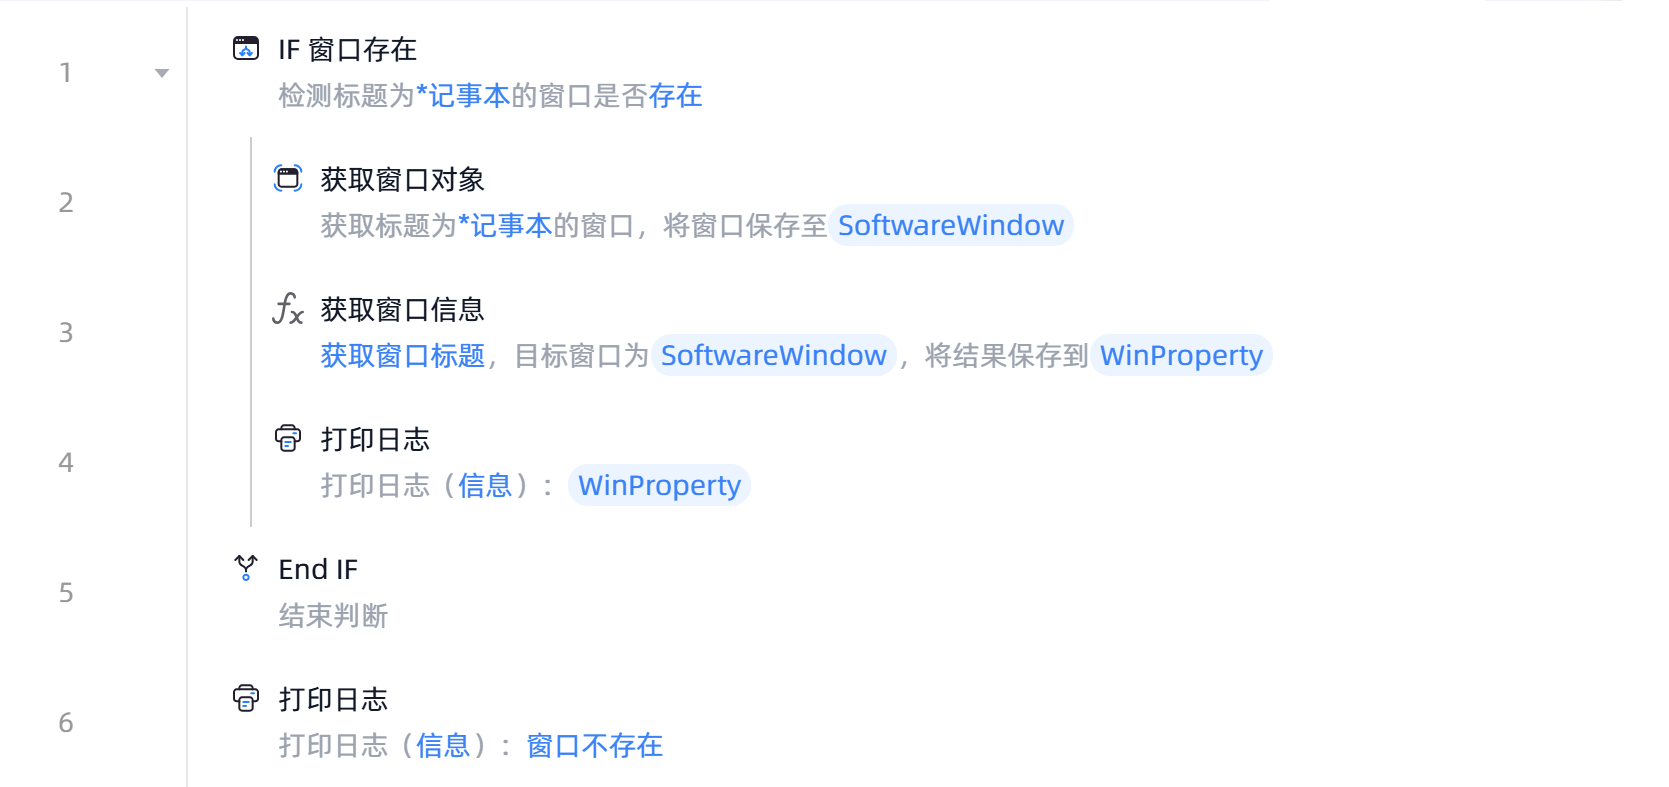 1
IF 窗口存在
检测标题为*记事本的窗口是否存在
2
获取窗口对象
获取标题为*记事本的窗口，将窗口保存至 SoftwareWindow
3
fx 获取窗口信息
获取窗口标题，目标窗口为 SoftwareWindow ，将结果保存到 WinProperty
4
打印日志
打印日志（信息）： WinProperty
5
End IF
结束判断
6
打印日志
打印日志（信息）：窗口不存在